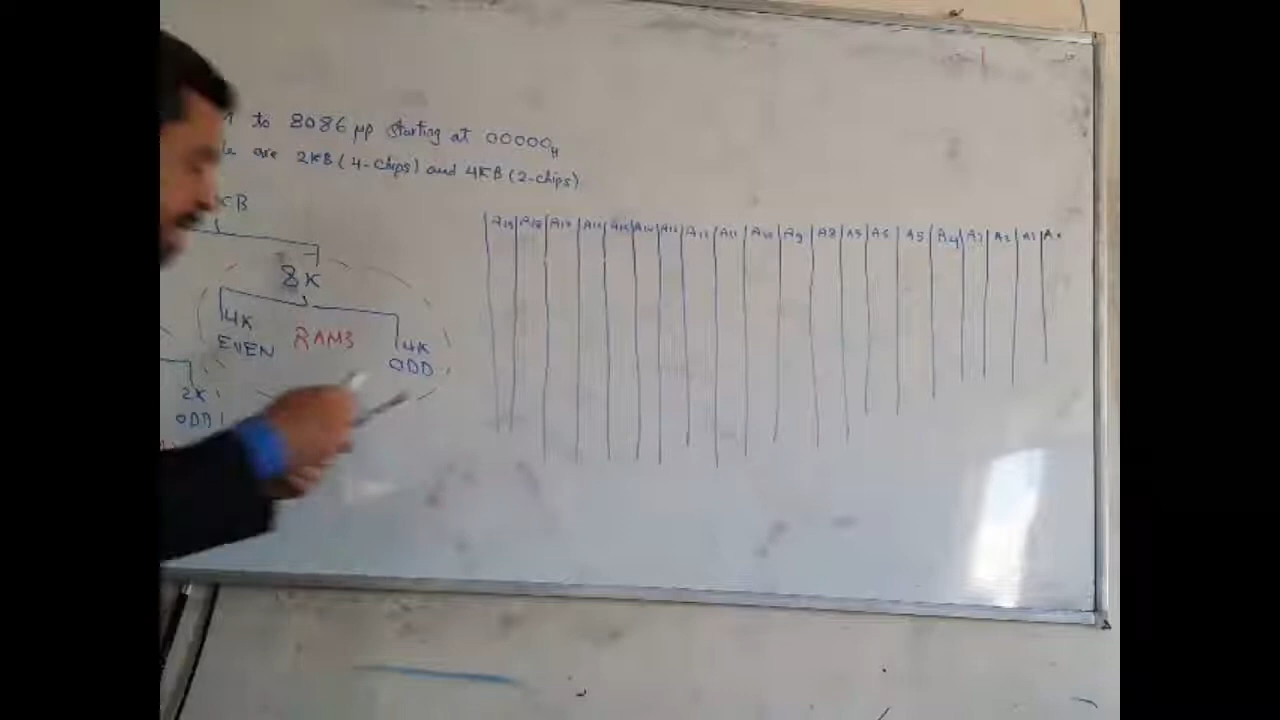 to 8086 μp starting at 00000H
are 2KB (4-chips) and 4KB (2-chips)
A19 A18 A17 A16 A15 A14 A13 A12 A11 A10 A9 A8 A7 A6 A5 A4 A3 A2 A1 A0
8K
4K
EVEN
RAM3
4K
ODD
2K
ODD